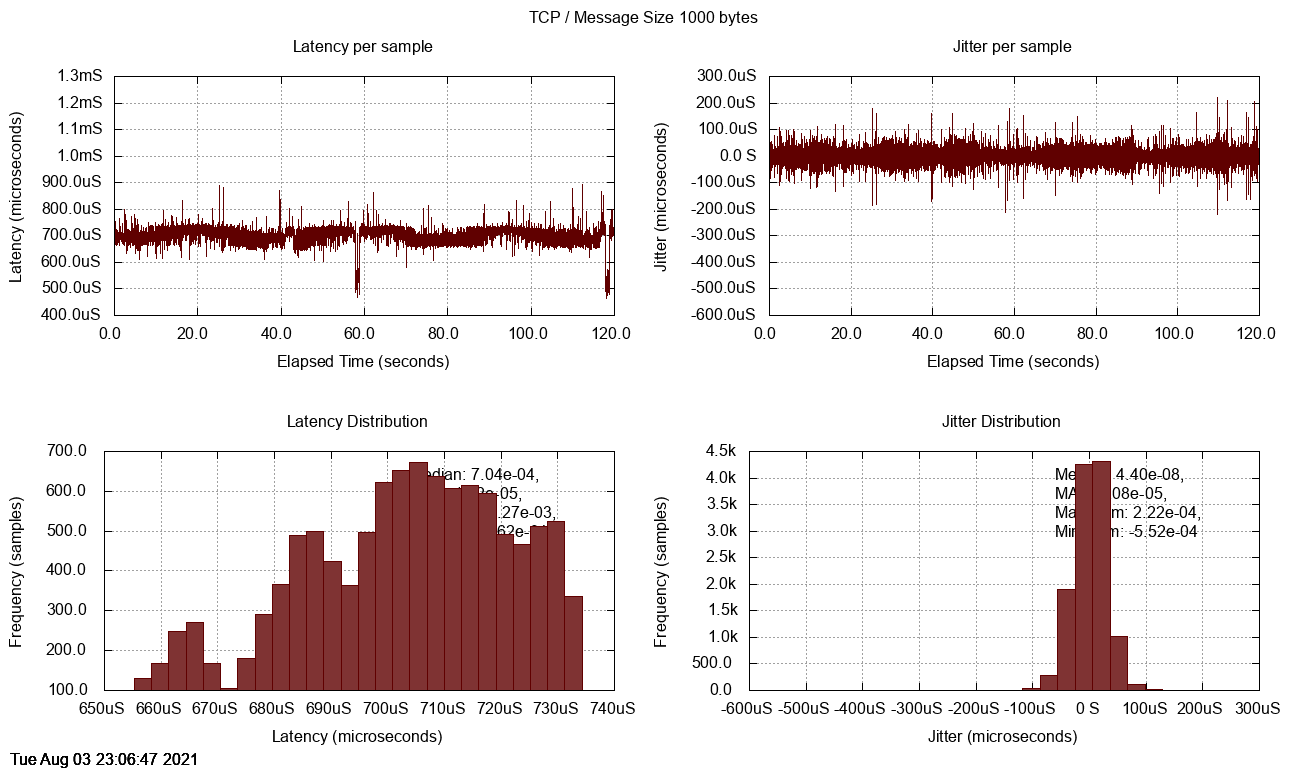 TCP / Message Size 1000 bytes
Latency per sample
Jitter per sample
1.3mS
1.2mS
1.1mS
1.0mS
900.0uS
800.0uS
700.0uS
600.0uS
500.0uS
400.0uS
Latency (microseconds)
0.0 20.0 40.0 60.0 80.0 100.0 120.0
Elapsed Time (seconds)
300.0uS
200.0uS
100.0uS
0.0 S
-100.0uS
-200.0uS
-300.0uS
-400.0uS
-500.0uS
-600.0uS
Jitter (microseconds)
0.0 20.0 40.0 60.0 80.0 100.0 120.0
Elapsed Time (seconds)
Latency Distribution
700.0
600.0
500.0
400.0
300.0
200.0
100.0
Frequency (samples)
7.04e-04,
650uS 660uS 670uS 680uS 690uS 700uS 710uS 720uS 730uS 740uS
Latency (microseconds)
Jitter Distribution
4.5k
4.0k
3.5k
3.0k
2.5k
2.0k
1.5k
1.0k
500.0
0.0
Frequency (samples)
4.40e-08,
2.22e-04,
-5.52e-04
-600uS -500uS -400uS -300uS -200uS -100uS 0 S 100uS 200uS 300uS
Jitter (microseconds)
Tue Aug 03 23:06:47 2021